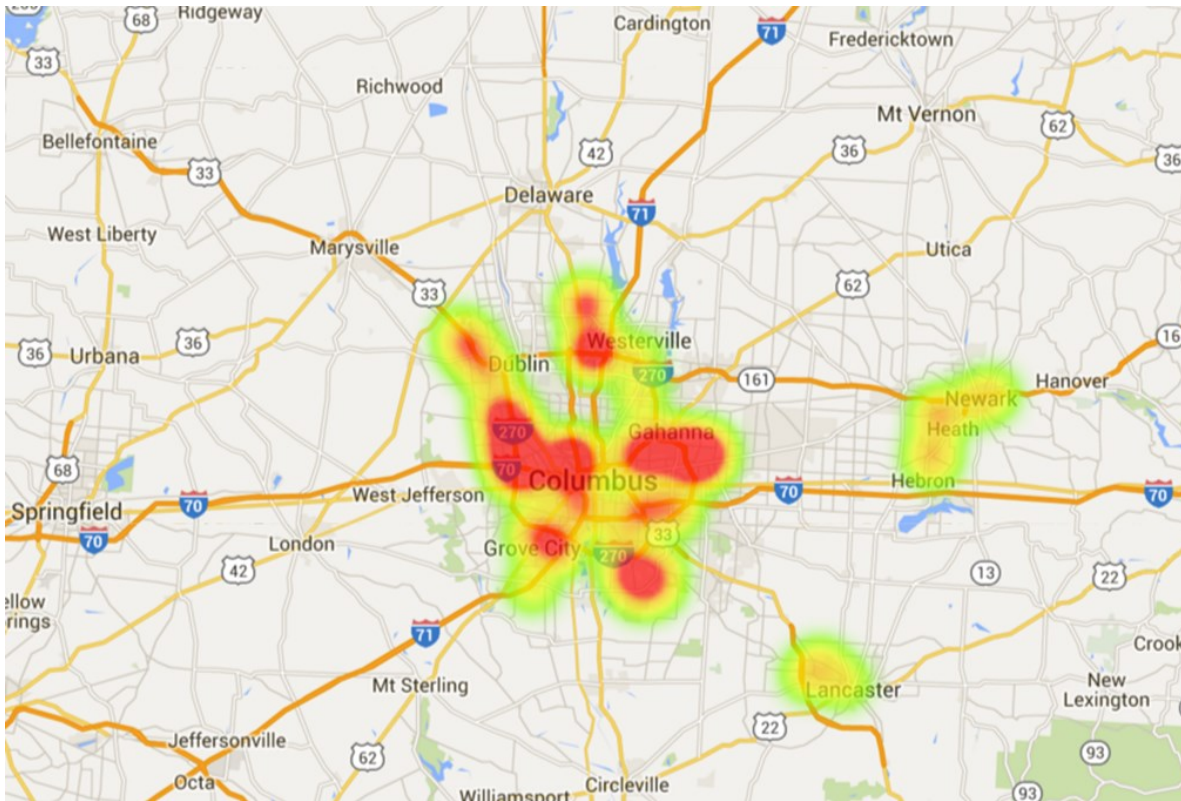 Ridgeway
68
Cardington
71
Fredericktown
33
Richwood
Mt Vernon
62
Bellefontaine
42
36
36
33
Delaware
71
West Liberty
Marysville
Utica
33
62
36
Urbana
36
Westerville
16
Dublin
270
161
Hanover
Newark
270
Gahanna
Heath
68
70
Columbus
Hebron
70
70
Springfield
70
West Jefferson
70
London
Grove City
270
33
42
13
22
ellow
rings
71
Crook
Mt Sterling
Lancaster
New
Lexington
22
Jeffersonville
62
93
Octa
Circleville
Williamsport
93